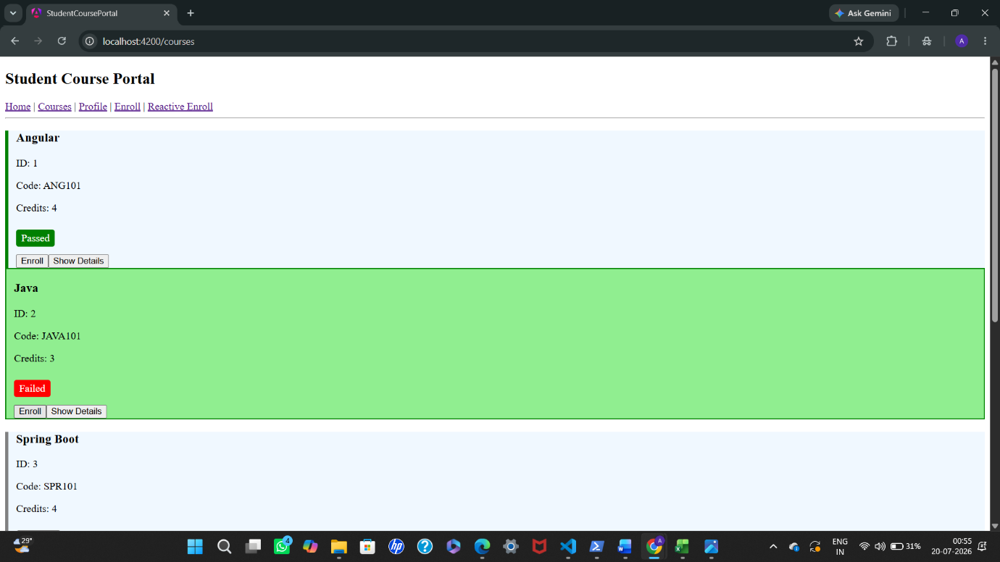 StudentCoursePortal
Ask Gemini
localhost:4200/courses
A
Student Course Portal
Home | Courses | Profile | Enroll | Reactive Enroll
Angular
ID: 1
Code: ANG101
Credits: 4
Passed
Enroll Show Details
Java
ID: 2
Code: JAVA101
Credits: 3
Failed
Enroll Show Details
Spring Boot
ID: 3
Code: SPR101
Credits: 4
29°
4
hp
A
ENG
IN
31%
00:55
20-07-2026